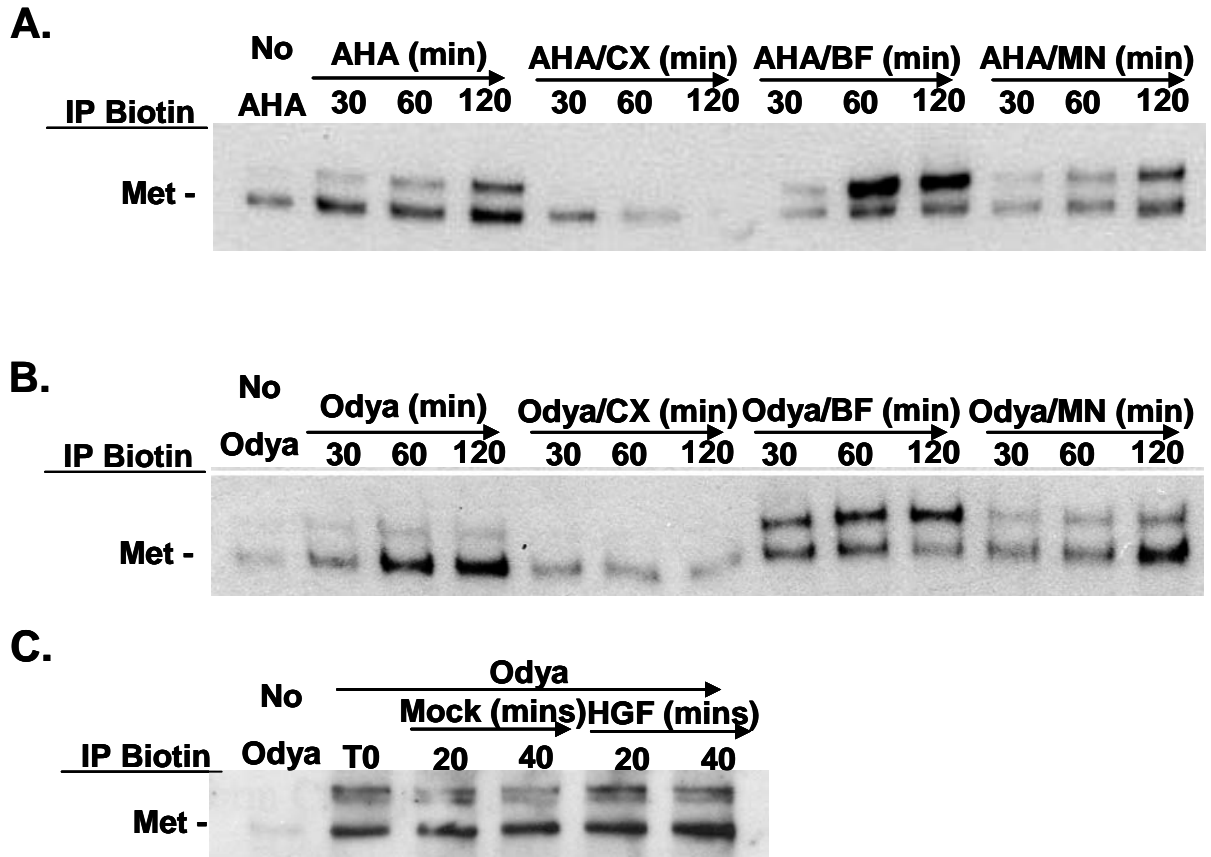 A.
No AHA (min) AHA/CX (min) AHA/BF (min) AHA/MN (min)
IP Biotin AHA 30 60 120 30 60 120 30 60 120 30 60 120
Met -
B.
No Odya (min) Odya/CX (min) Odya/BF (min) Odya/MN (min)
IP Biotin Odya 30 60 120 30 60 120 30 60 120 30 60 120
Met -
C.
Odya
No Mock (mins) HGF (mins)
IP Biotin Odya T0 20 40 20 40
Met -